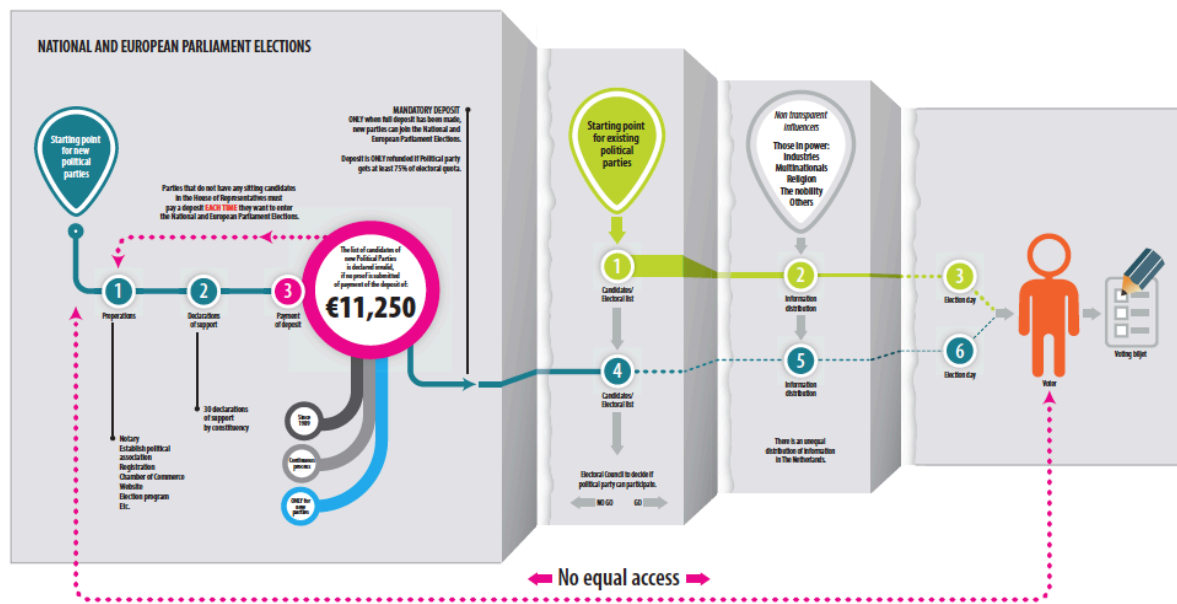 NATIONAL AND EUROPEAN PARLIAMENT ELECTIONS
Starting point
for new
political
parties
MANDATORY DEPOSIT
ONLY when full deposit has been made,
new parties can join the National and
European Parliament Elections.
Deposit is ONLY refunded if Political party
gets at least 75% of electoral quota.
Parties that do not have any sitting candidates
in the House of Representatives must
pay a deposit EACH TIME they want to enter
the National and European Parliament Elections.
The list of candidates of
new Political Parties
is declared invalid,
if no proof is submitted
of payment of the deposit of:
€11,250
1
Preperations
2
Declarations
of support
3
Payment
of deposit
30 declarations
of support
by constituency
Notary
Establish political
association
Registration
Chamber of Commerce
Website
Election program
Etc.
Since
1989
Continuous
process
ONLY for
new
parties
Starting point
for existing
political
parties
1
Candidates/
Electoral list
4
Candidates/
Electoral list
Electoral Council to decide if
political party can participate.
NO GO GO
Non transparent
influencers
Those in power:
Industries
Multinationals
Religion
The nobility
Others
2
Information
distribution
5
Information
distribution
There is an unequal
distribution of information
in The Netherlands.
3
Election day
6
Election day
Voter
Voting biljet
No equal access